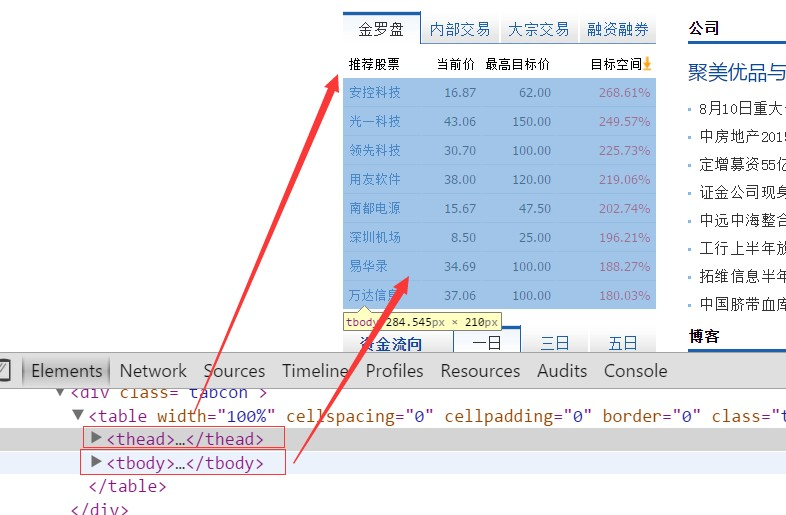 金罗盘 内部交易 大宗交易 融资融券
推荐股票 当前价 最高目标价 目标空间
安控科技 16.87 62.00 268.61%
光一科技 43.06 150.00 249.57%
领先科技 30.70 100.00 225.73%
用友软件 38.00 120.00 219.06%
南都电源 15.67 47.50 202.74%
深圳机场 8.50 25.00 196.21%
易华录 34.69 100.00 188.27%
万达信息 37.06 100.00 180.03%
tbody 284.545px × 210px
资金流向 一日 三日 五日
公司
聚美优品与
8月10日重大
中房地产201
定增募资55亿
证金公司现身
中远中海整合
工行上半年
拓维信息半年
中国脐带血库
博客
Elements Network Sources Timeline Profiles Resources Audits Console
<div class="tabcon">
<table width="100%" cellspacing="0" cellpadding="0" border="0" class="t
<thead>…</thead>
<tbody>…</tbody>
</table>
</div>